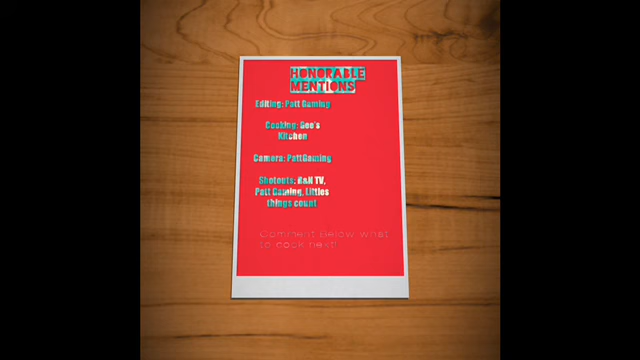 HONORABLE
MENTIONS
Editing: Patt Gaming
Cooking: Dee's
Kitchen
Camera: PattGaming
Shotouts: R&H TV,
Patt Gaming, Littles
things count
Comment Below what
to cook next!